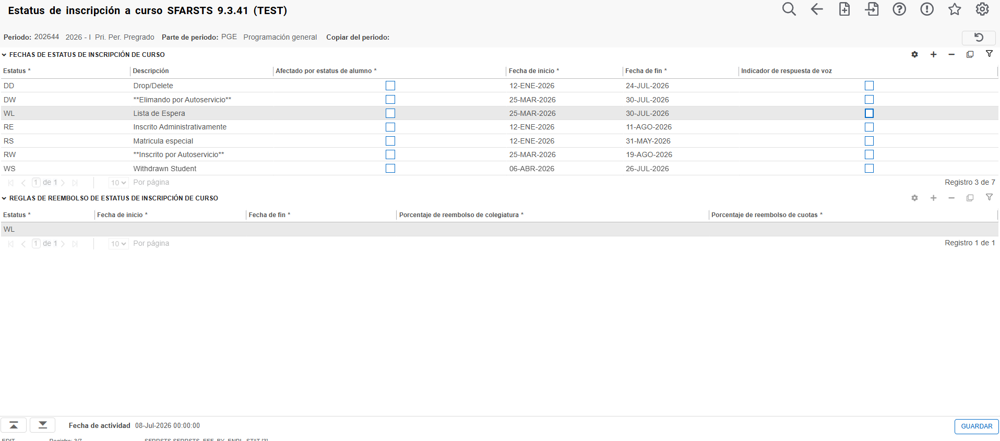 Estatus de inscripción a curso SFARSTS 9.3.41 (TEST)
Periodo: 202644 2026 - I Pri. Per. Pregrado Parte de periodo: PGE Programación general Copiar del periodo:
FECHAS DE ESTATUS DE INSCRIPCIÓN DE CURSO
Estatus * Descripción Afectado por estatus de alumno * Fecha de inicio * Fecha de fin * Indicador de respuesta de voz
DD Drop/Delete 12-ENE-2026 24-JUL-2026
DW **Elimando por Autoservicio** 25-MAR-2026 30-JUL-2026
WL Lista de Espera 25-MAR-2026 30-JUL-2026
RE Inscrito Administrativamente 12-ENE-2026 11-AGO-2026
RS Matricula especial 12-ENE-2026 31-MAY-2026
RW **Inscrito por Autoservicio** 25-MAR-2026 19-AGO-2026
WS Withdrawn Student 06-ABR-2026 26-JUL-2026
1 de 1 10 Por página Registro 3 de 7
REGLAS DE REEMBOLSO DE ESTATUS DE INSCRIPCIÓN DE CURSO
Estatus * Fecha de inicio * Fecha de fin * Porcentaje de reembolso de colegiatura * Porcentaje de reembolso de cuotas *
WL
1 de 1 10 Por página Registro 1 de 1
Fecha de actividad 08-Jul-2026 00:00:00 GUARDAR
EDIT Registro: 3/7